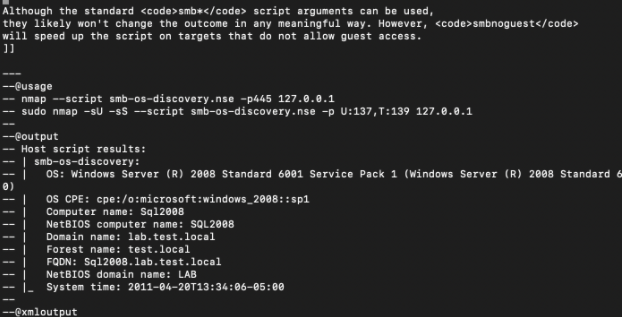 Although the standard <code>smb*</code> script arguments can be used,
they likely won't change the outcome in any meaningful way. However, <code>smbnoguest</code>
will speed up the script on targets that do not allow guest access.
]]
---
--@usage
-- nmap --script smb-os-discovery.nse -p445 127.0.0.1
-- sudo nmap -sU -sS --script smb-os-discovery.nse -p U:137,T:139 127.0.0.1
--
--@output
-- Host script results:
-- | smb-os-discovery:
-- |   OS: Windows Server (R) 2008 Standard 6001 Service Pack 1 (Windows Server (R) 2008 Standard 6
0)
-- |   OS CPE: cpe:/o:microsoft:windows_2008::sp1
-- |   Computer name: Sql2008
-- |   NetBIOS computer name: SQL2008
-- |   Domain name: lab.test.local
-- |   Forest name: test.local
-- |   FQDN: Sql2008.lab.test.local
-- |   NetBIOS domain name: LAB
-- |_  System time: 2011-04-20T13:34:06-05:00
--
--@xmloutput